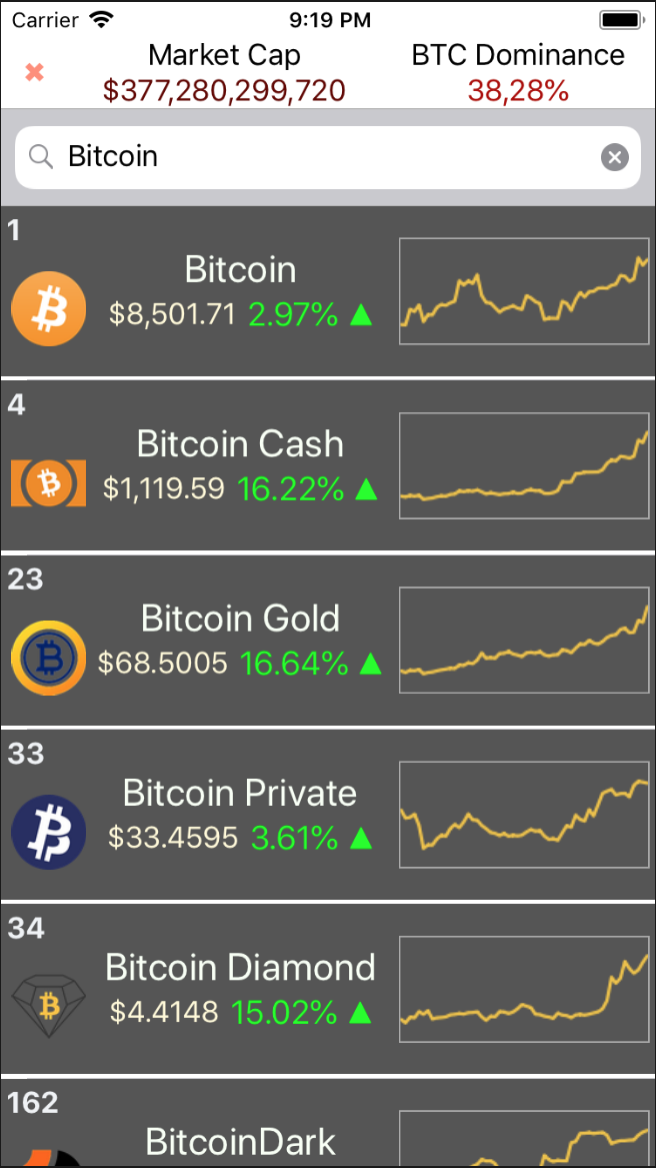 Carrier 9:19 PM
Market Cap BTC Dominance
$377,280,299,720 38,28%
Bitcoin
1
Bitcoin
$8,501.71 2.97% ▲
4
Bitcoin Cash
$1,119.59 16.22% ▲
23
Bitcoin Gold
$68.5005 16.64% ▲
33
Bitcoin Private
$33.4595 3.61% ▲
34
Bitcoin Diamond
$4.4148 15.02% ▲
162
BitcoinDark